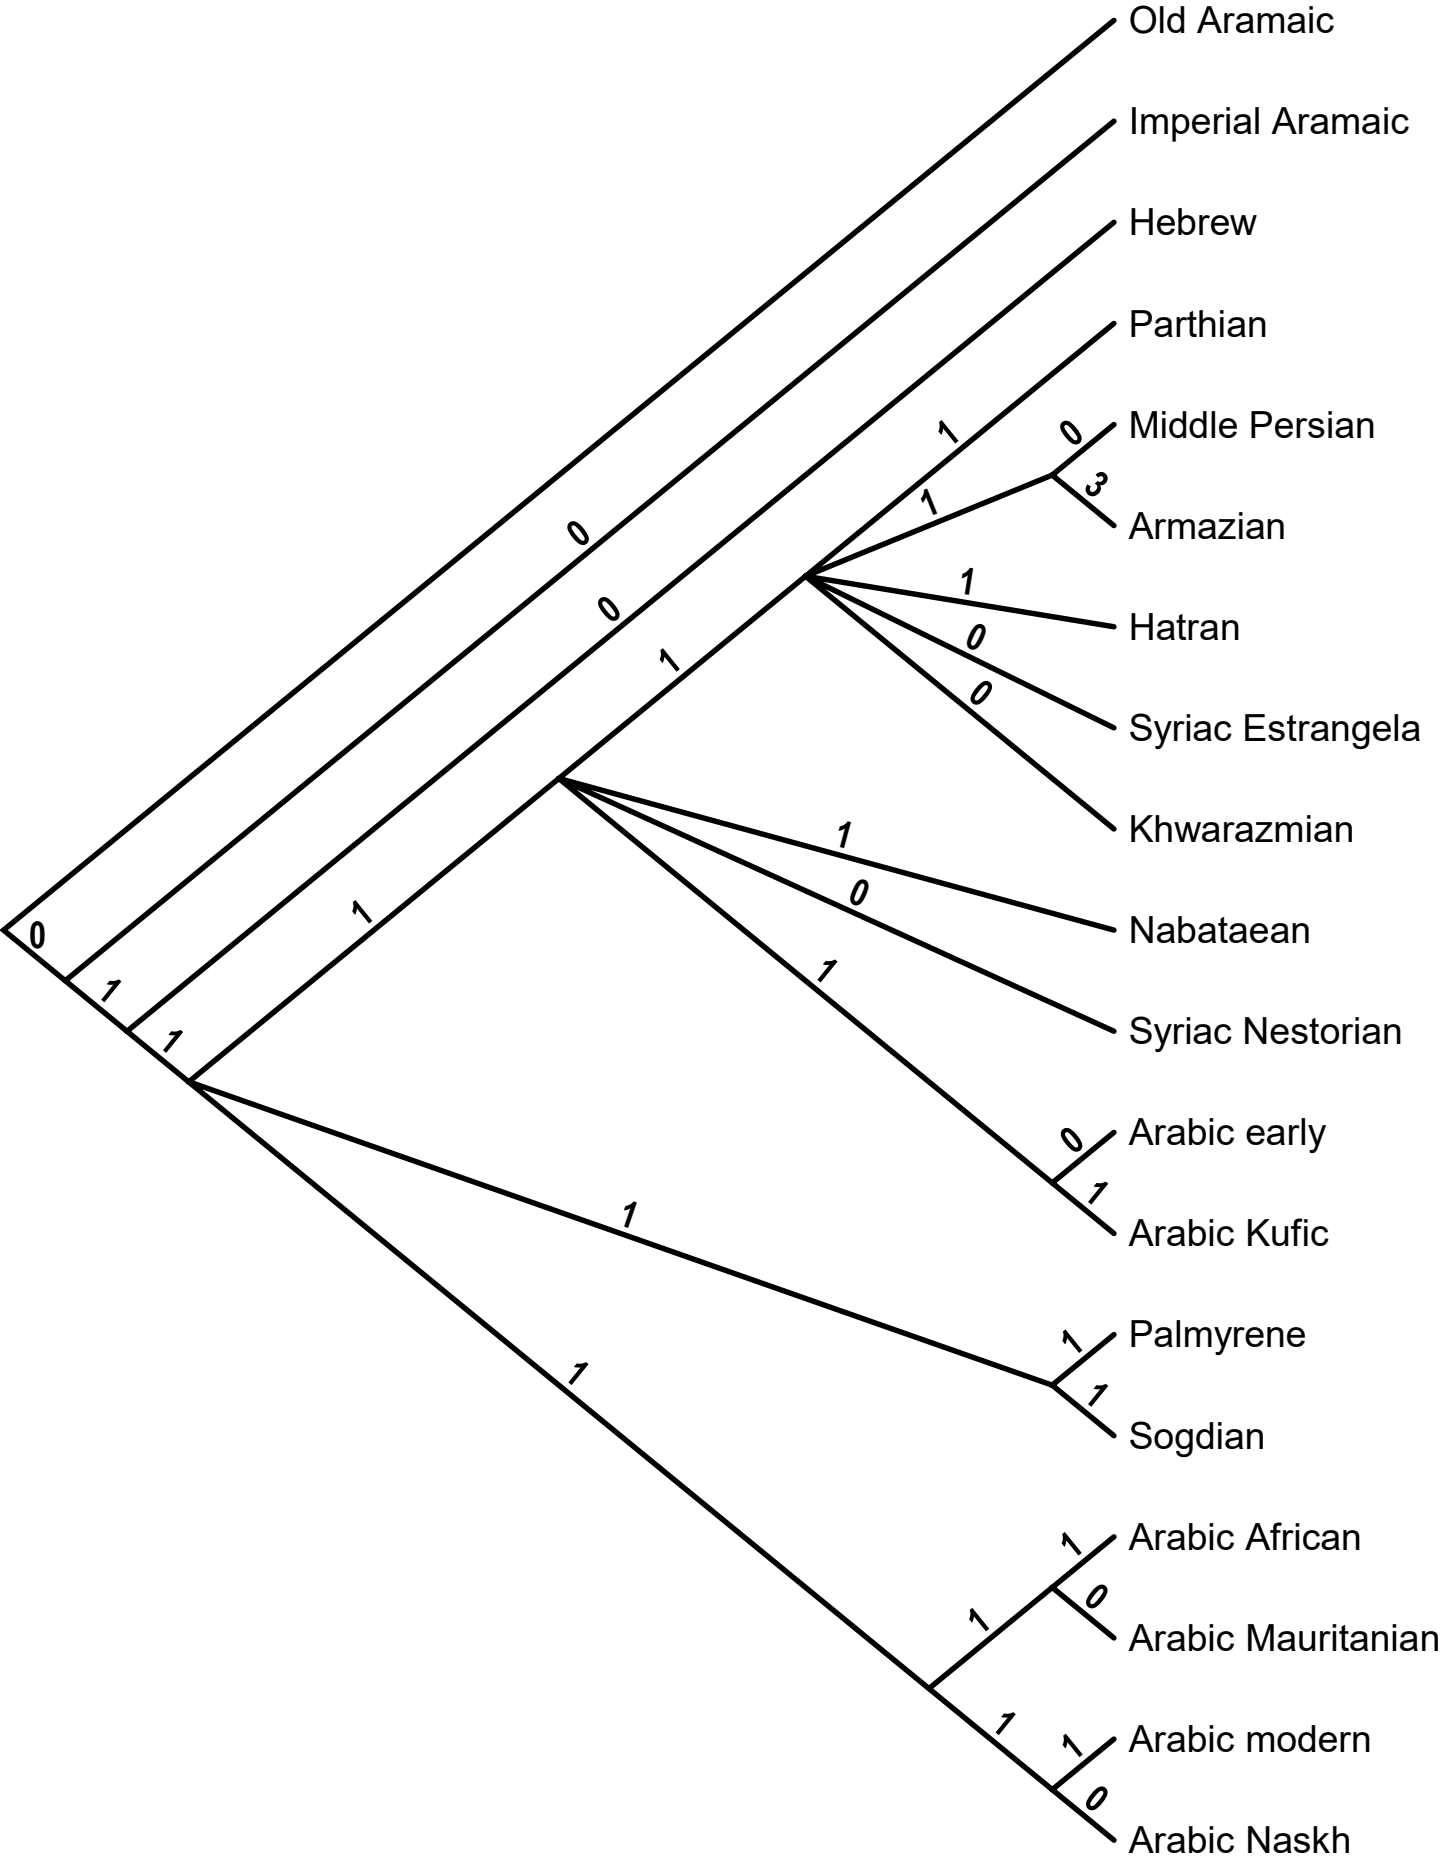 Old Aramaic
Imperial Aramaic
Hebrew
Parthian
1
0
Middle Persian
1
3
Armazian
0
1
Hatran
0
0
1
0
Syriac Estrangela
Khwarazmian
1
0
1
Nabataean
0
1
1
1
Syriac Nestorian
0
Arabic early
1
Arabic Kufic
1
1
Palmyrene
1
1
Sogdian
1
Arabic African
1
0
Arabic Mauritanian
1
1
Arabic modern
0
Arabic Naskh